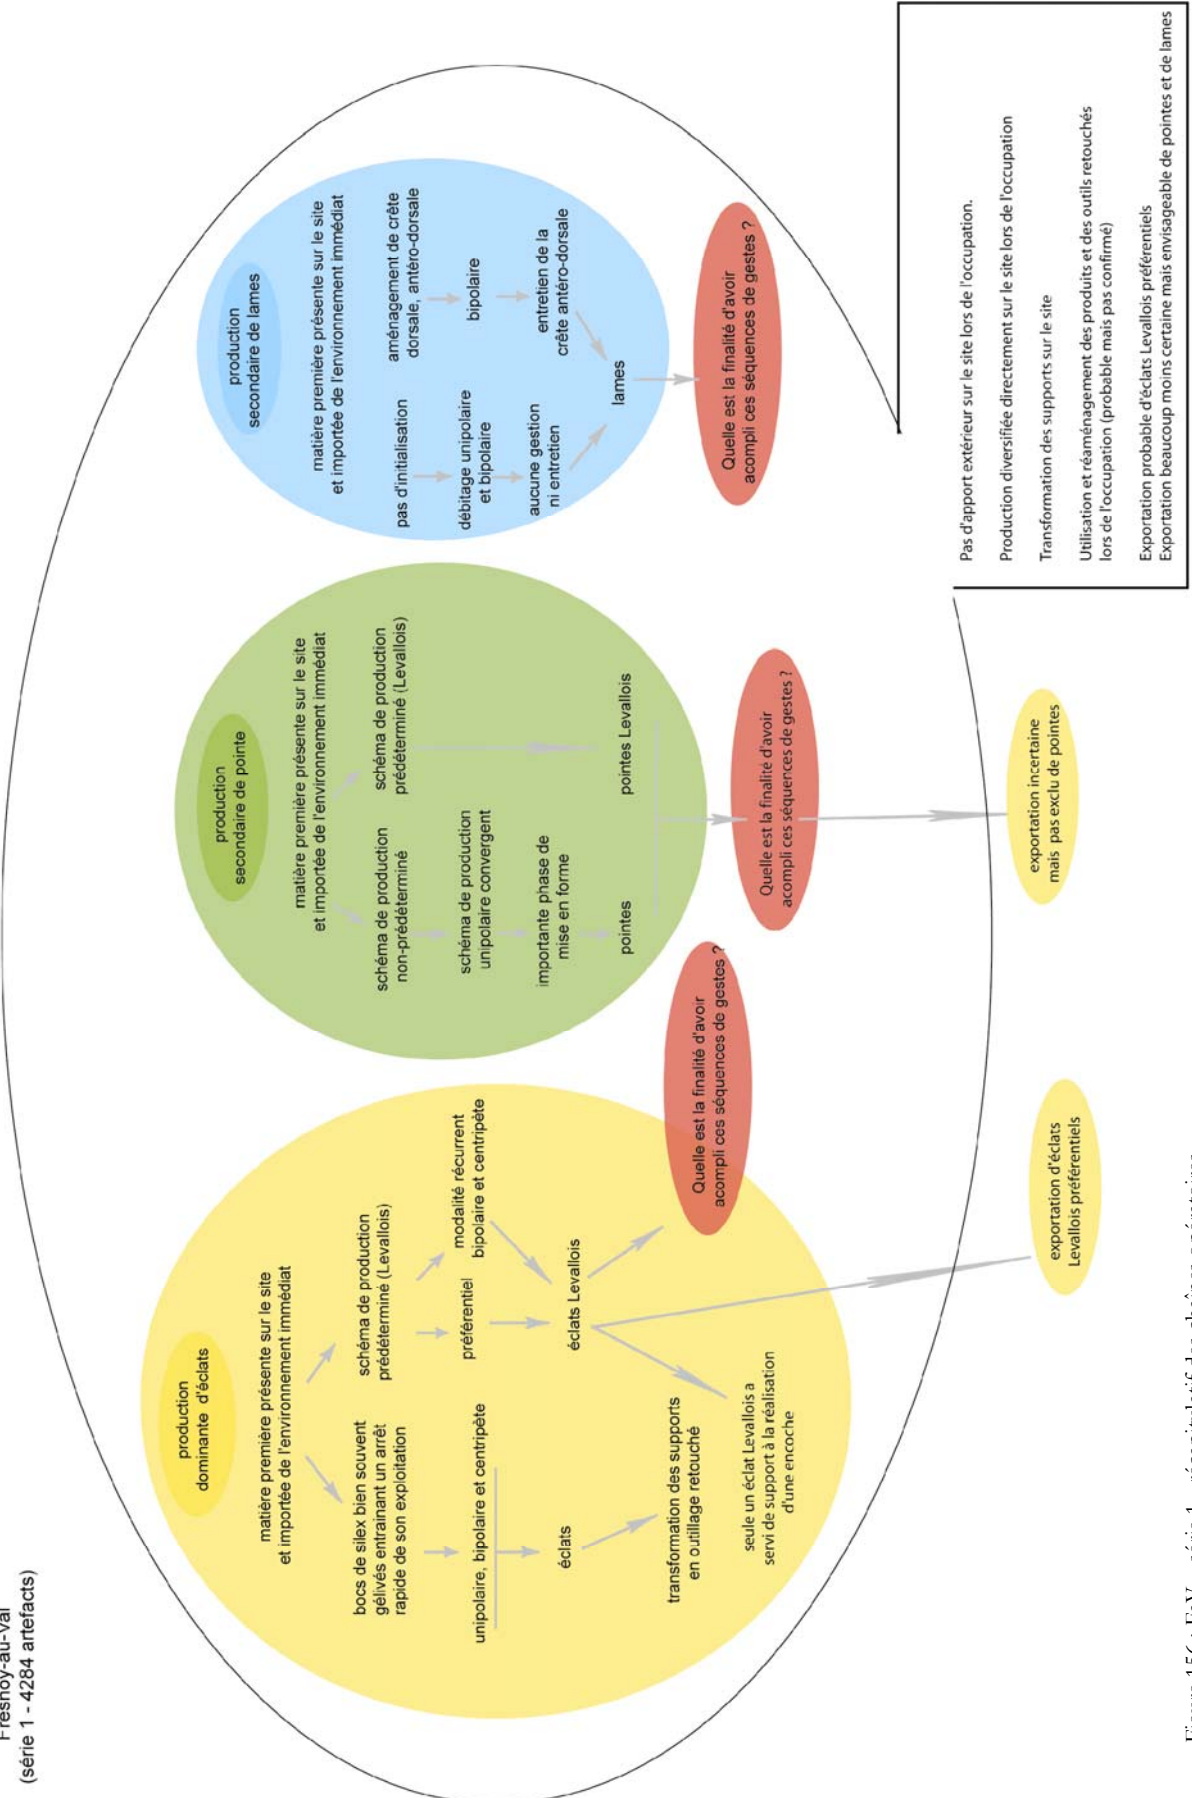 Fresnoy-au-val
(série 1 - 4284 artefacts)
production
dominante d'éclats
matière première présente sur le site
et importée de l'environnement immédiat
bocs de silex bien souvent
gélivés entrainant un arrêt
rapide de son exploitation
unipolaire, bipolaire et centripète
éclats
transformation des supports
en outillage retouché
schéma de production
prédéterminé (Levallois)
préférentiel
modalité récurrent
bipolaire et centripète
éclats Levallois
seule un éclat Levallois a
servi de support à la réalisation
d'une encoche
Quelle est la finalité d'avoir
acompli ces séquences de gestes ?
exportation d'éclats
Levallois préférentiels
production
secondaire de pointe
matière première présente sur le site
et importée de l'environnement immédiat
schéma de production
non-prédéterminé
schéma de production
unipolaire convergent
importante phase de
mise en forme
pointes
schéma de production
prédéterminé (Levallois)
pointes Levallois
Quelle est la finalité d'avoir
acompli ces séquences de gestes ?
exportation incertaine
mais pas exclu de pointes
production
secondaire de lames
matière première présente sur le site
et importée de l'environnement immédiat
pas d'initialisation
débitage unipolaire
et bipolaire
aucune gestion
ni entretien
aménagement de crête
dorsale, antéro-dorsale
bipolaire
entretien de la
crête antéro-dorsale
lames
Quelle est la finalité d'avoir
acompli ces séquences de gestes ?
Pas d'apport extérieur sur le site lors de l'occupation.
Production diversifiée directement sur le site lors de l'occupation
Transformation des supports sur le site
Utilisation et réaménagement des produits et des outils retouchés
lors de l'occupation (probable mais pas confirmé)
Exportation probable d'éclats Levallois préférentiels
Exportation beaucoup moins certaine mais envisageable de pointes et de lames
Figure 156 : FaV – série 1 – récapitulatif des chaînes opératoires